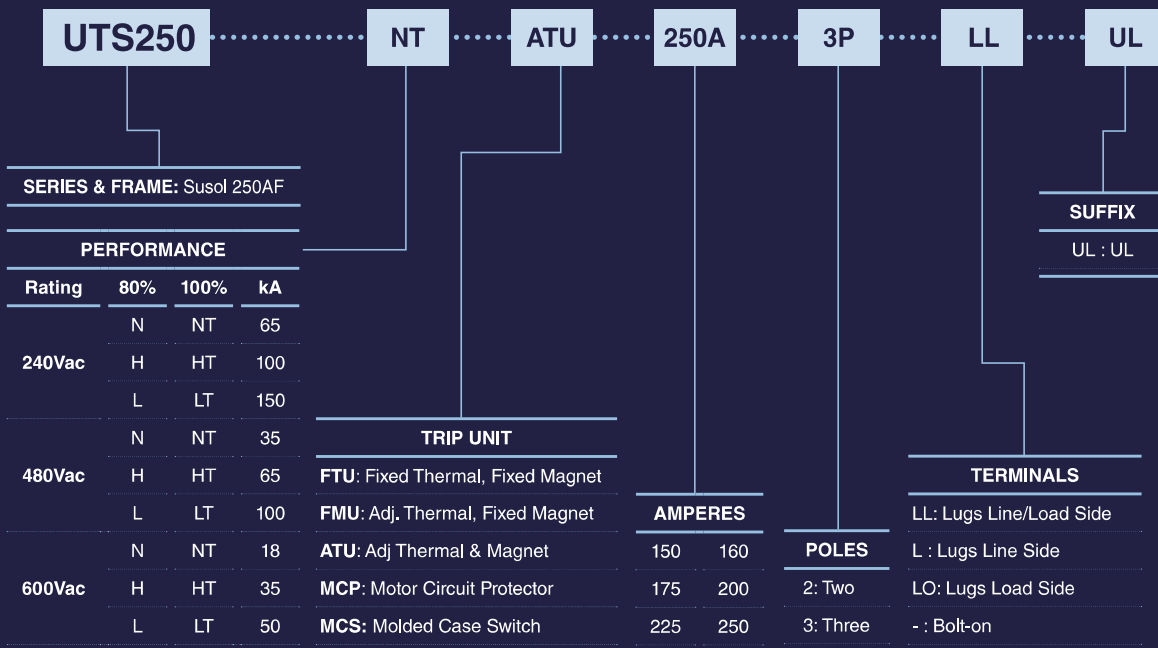 UTS250 NT ATU 250A 3P LL UL
SERIES & FRAME: Susol 250AF
PERFORMANCE
Rating 80% 100% kA
240Vac
N NT 65
H HT 100
L LT 150
480Vac
N NT 35
H HT 65
L LT 100
600Vac
N NT 18
H HT 35
L LT 50
TRIP UNIT
FTU: Fixed Thermal, Fixed Magnet
FMU: Adj. Thermal, Fixed Magnet
ATU: Adj Thermal & Magnet
MCP: Motor Circuit Protector
MCS: Molded Case Switch
AMPERES
150 160
175 200
225 250
POLES
2: Two
3: Three
TERMINALS
LL: Lugs Line/Load Side
L : Lugs Line Side
LO: Lugs Load Side
- : Bolt-on
SUFFIX
UL : UL